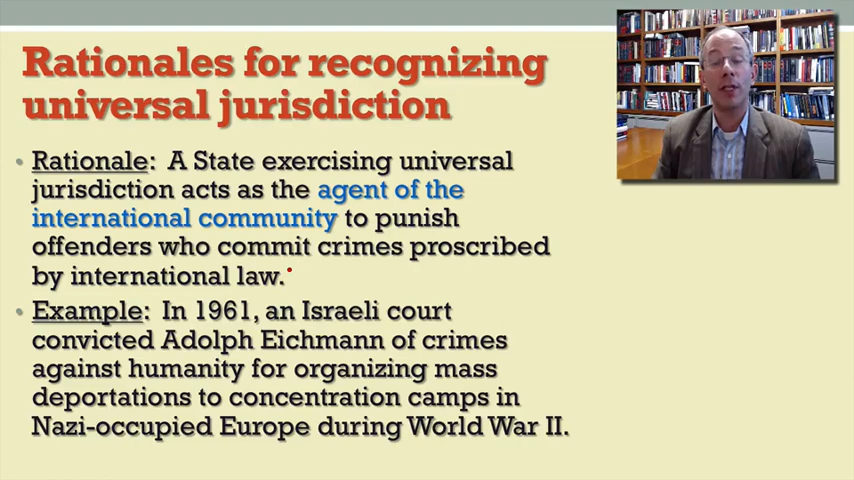 Rationales for recognizing
universal jurisdiction
• Rationale: A State exercising universal
jurisdiction acts as the agent of the
international community to punish
offenders who commit crimes proscribed
by international law.
• Example: In 1961, an Israeli court
convicted Adolph Eichmann of crimes
against humanity for organizing mass
deportations to concentration camps in
Nazi-occupied Europe during World War II.